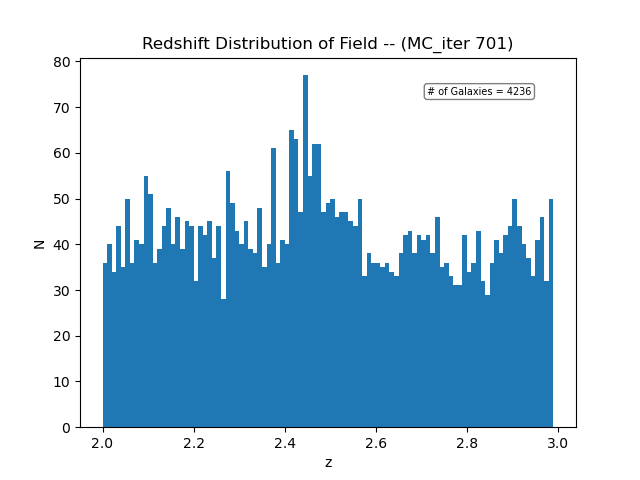 Redshift Distribution of Field -- (MC_iter 701)
# of Galaxies = 4236
80
70
60
50
40
30
20
10
0
N
2.0 2.2 2.4 2.6 2.8 3.0
z